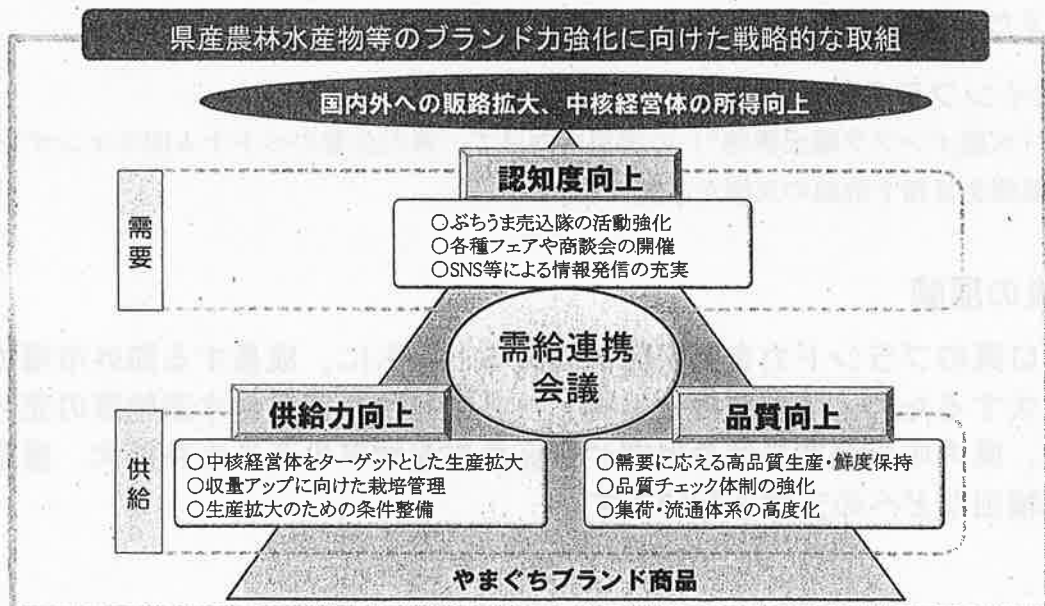 県産農林水産物等のブランド力強化に向けた戦略的な取組
国内外への販路拡大、中核経営体の所得向上
認知度向上
需要
○ぶちうま売込隊の活動強化
○各種フェアや商談会の開催
○SNS等による情報発信の充実
需給連携
会議
供給力向上
品質向上
供給
○中核経営体をターゲットとした生産拡大
○収量アップに向けた栽培管理
○生産拡大のための条件整備
○需要に応える高品質生産・鮮度保持
○品質チェック体制の強化
○集荷・流通体系の高度化
やまぐちブランド商品